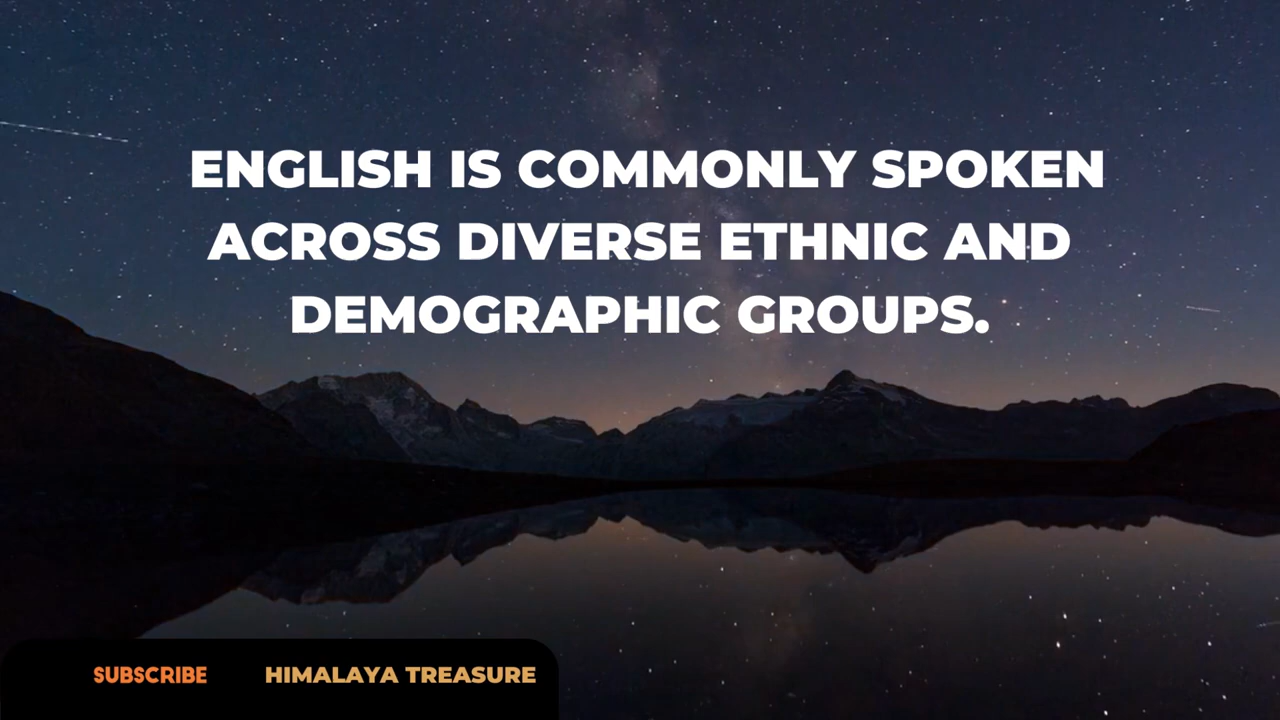 ENGLISH IS COMMONLY SPOKEN
ACROSS DIVERSE ETHNIC AND
DEMOGRAPHIC GROUPS.
SUBSCRIBE HIMALAYA TREASURE